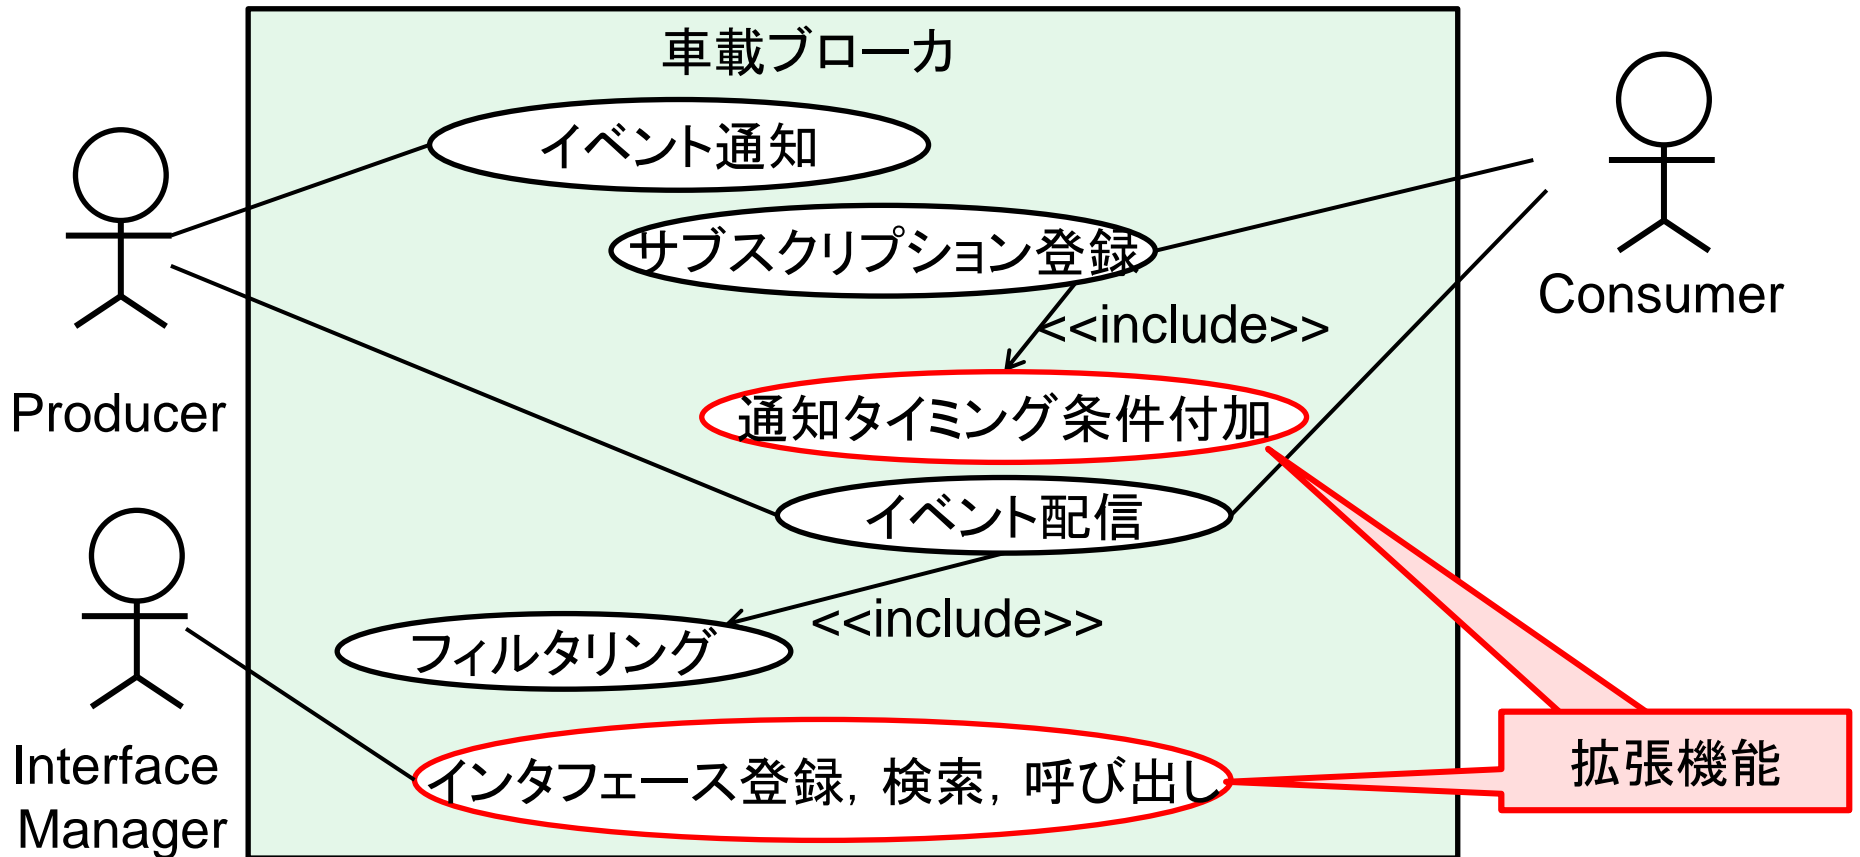 車載ブローカ
イベント通知
サブスクリプション登録
Consumer
<<include>>
Producer
通知タイミング条件付加
イベント配信
<<include>>
フィルタリング
Interface
Manager
インタフェース登録，検索，呼び出し
拡張機能